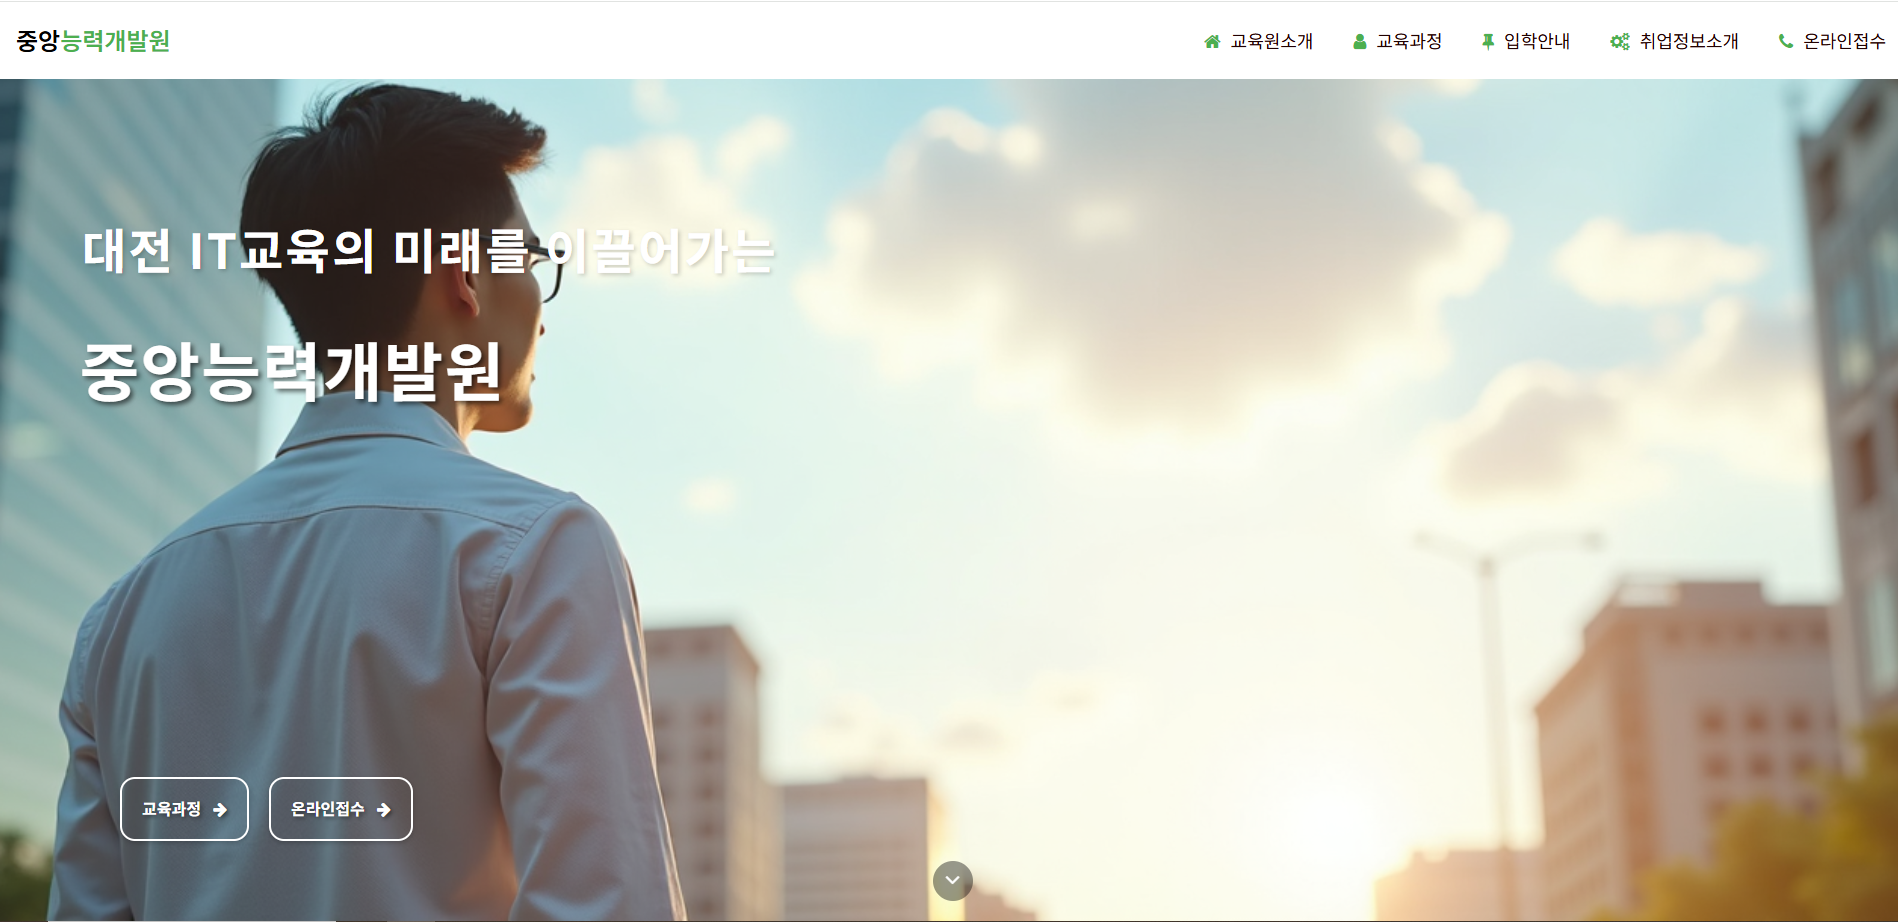 중앙능력개발원
교육원소개 교육과정 입학안내 취업정보소개 온라인접수
대전 IT교육의 미래를 이끌어가는
중앙능력개발원
교육과정 온라인접수